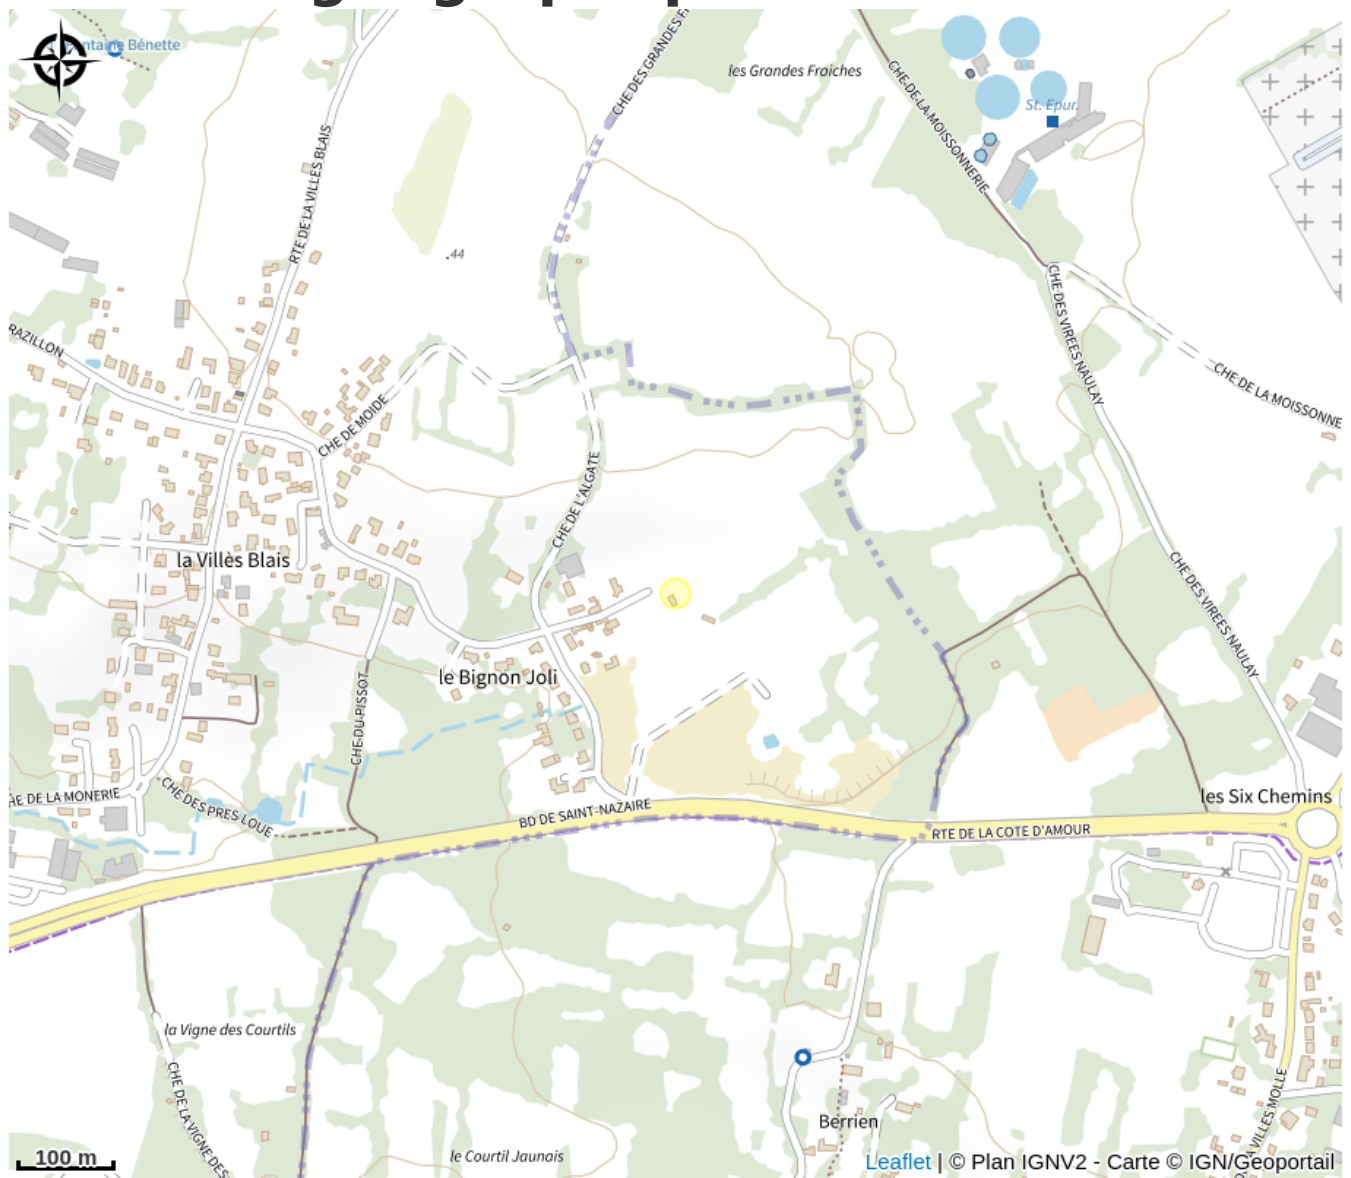 Fontaine Bénette
les Grandes Fraiches
St. Epur.
CHE DES GRANDES F
CHE DE LA MOISSONNERIE
RTE DE LA VILLES BLAIS
.44
CHE DES VIREES NAULAY
RAZILLON
CHE DE LA MOISSONNE
CHE DE MOIDE
CHE DE L'ALGATE
la Villès Blais
CHE DES VIREES NAULAY
le Bignon Joli
CHE DU PISSOT
HE DE LA MONERIE
CHE DES PRES LOUE
BD DE SAINT-NAZAIRE
les Six Chemins
RTE DE LA COTE D'AMOUR
la Vigne des Courtils
CHE DE LA VIGNE DES
Berrien
VILLES MOLLE
le Courtil Jaunais
100 m
Leaflet | © Plan IGNV2 - Carte © IGN/Geoportail